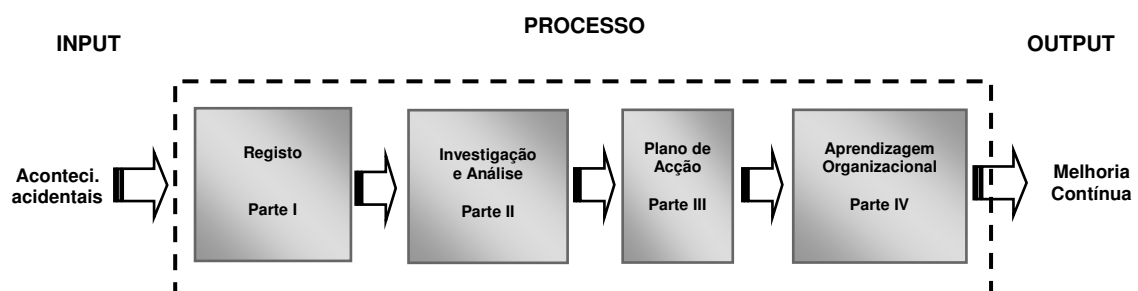 PROCESSO
INPUT
OUTPUT
Aconteci.
acidentais
Registo
Parte I
Investigação
e Análise
Parte II
Plano de
Acção
Parte III
Aprendizagem
Organizacional
Parte IV
Melhoria
Contínua